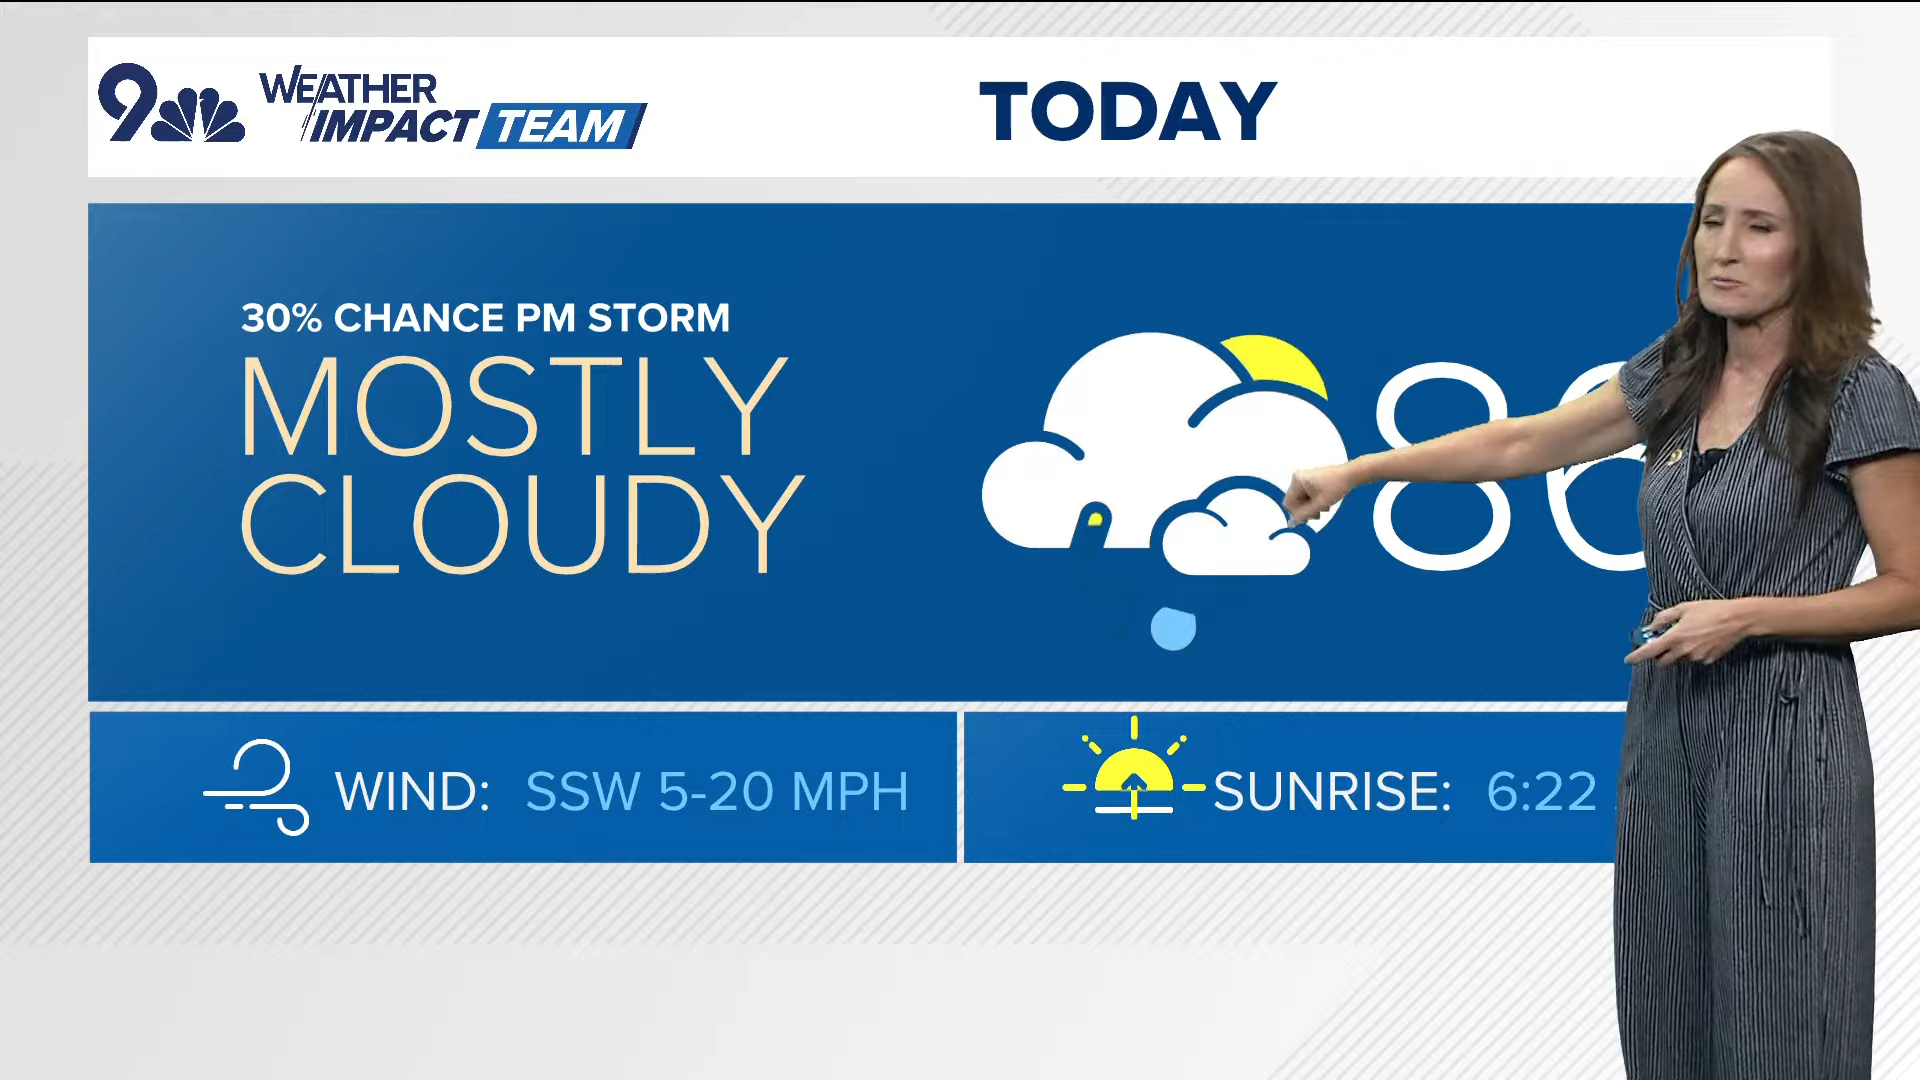 9 WEATHER
IMPACT TEAM
TODAY
30% CHANCE PM STORM
MOSTLY
CLOUDY
86
WIND: SSW 5-20 MPH
SUNRISE: 6:22